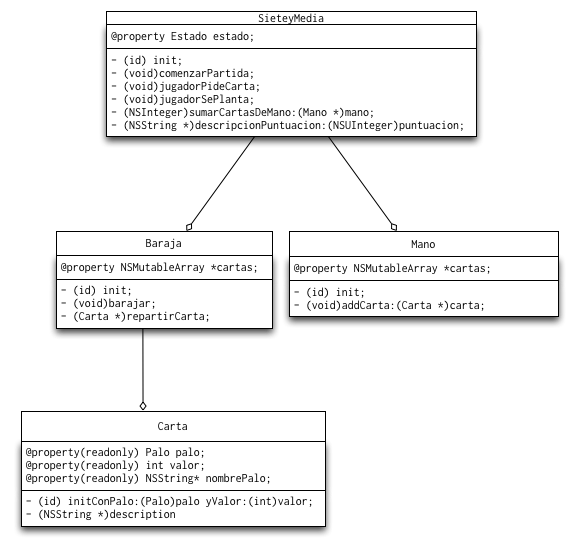 SieteyMedia
@property Estado estado;
- (id) init;
- (void)comenzarPartida;
- (void)jugadorPideCarta;
- (void)jugadorSePlanta;
- (NSInteger)sumarCartasDeMano:(Mano *)mano;
- (NSString *)descripcionPuntuacion:(NSUInteger)puntuacion;
Baraja
@property NSMutableArray *cartas;
- (id) init;
- (void)barajar;
- (Carta *)repartirCarta;
Mano
@property NSMutableArray *cartas;
- (id) init;
- (void)addCarta:(Carta *)carta;
Carta
@property(readonly) Palo palo;
@property(readonly) int valor;
@property(readonly) NSString* nombrePalo;
- (id) initConPalo:(Palo)palo yValor:(int)valor;
- (NSString *)description